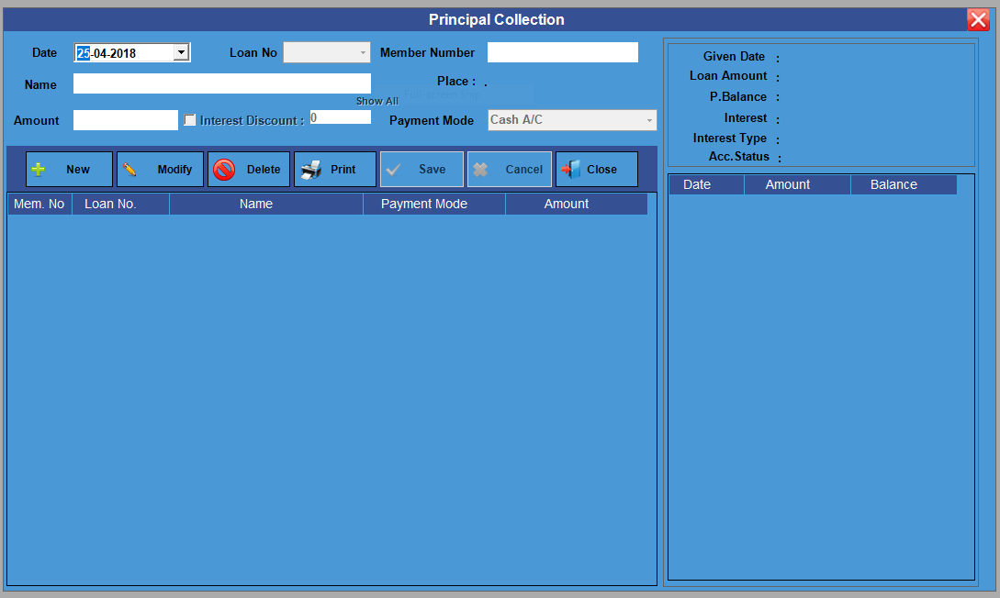 Principal Collection
Date 25-04-2018 Loan No Member Number
Name Place : .
Show All
Amount Interest Discount : 0 Payment Mode Cash A/C
New Modify Delete Print Save Cancel Close
Mem. No Loan No. Name Payment Mode Amount
Given Date :
Loan Amount :
P.Balance :
Interest :
Interest Type :
Acc.Status :
Date Amount Balance